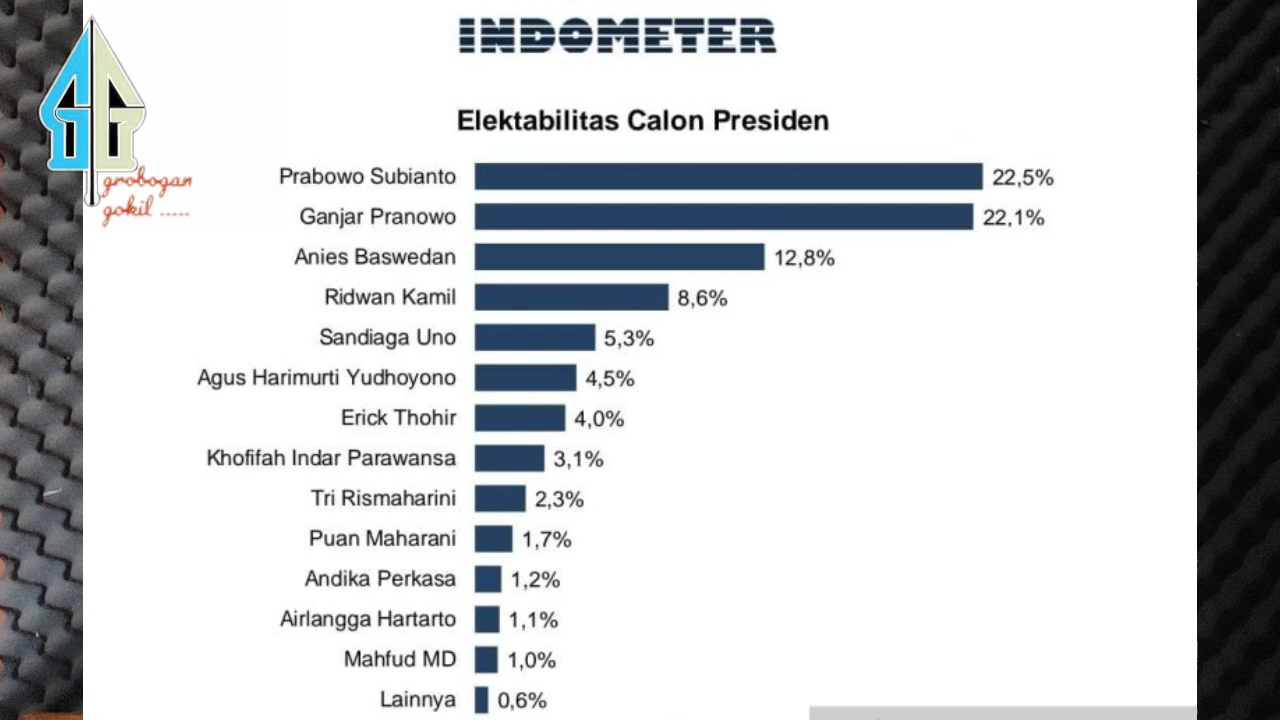 INDOMETER
grobogan
gokil .....
Elektabilitas Calon Presiden
Prabowo Subianto 22,5%
Ganjar Pranowo 22,1%
Anies Baswedan 12,8%
Ridwan Kamil 8,6%
Sandiaga Uno 5,3%
Agus Harimurti Yudhoyono 4,5%
Erick Thohir 4,0%
Khofifah Indar Parawansa 3,1%
Tri Rismaharini 2,3%
Puan Maharani 1,7%
Andika Perkasa 1,2%
Airlangga Hartarto 1,1%
Mahfud MD 1,0%
Lainnya 0,6%